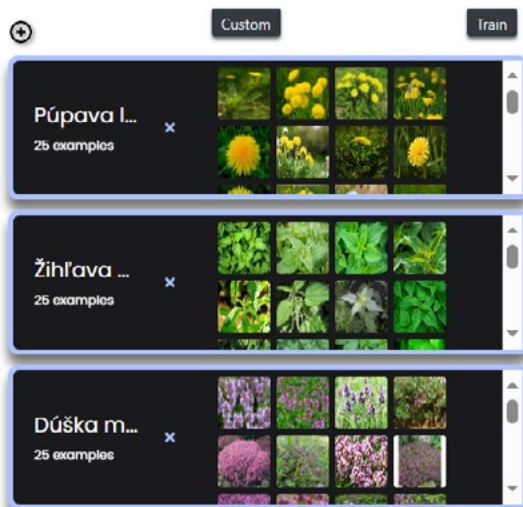 Custom
Train
Púpava l...
25 examples
Žihľava ...
25 examples
Dúška m...
25 examples